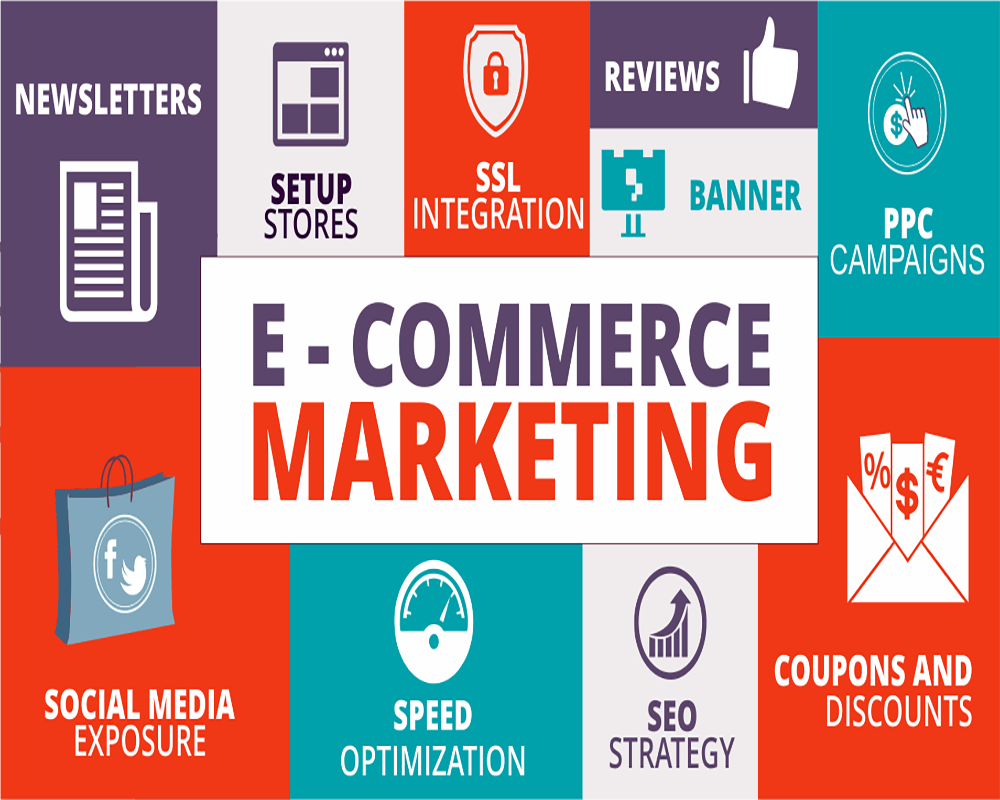 NEWSLETTERS
SETUP
STORES
SSL
INTEGRATION
REVIEWS
BANNER
$
PPC
CAMPAIGNS
E - COMMERCE
MARKETING
f
SOCIAL MEDIA
EXPOSURE
SPEED
OPTIMIZATION
SEO
STRATEGY
% $ €
COUPONS AND
DISCOUNTS